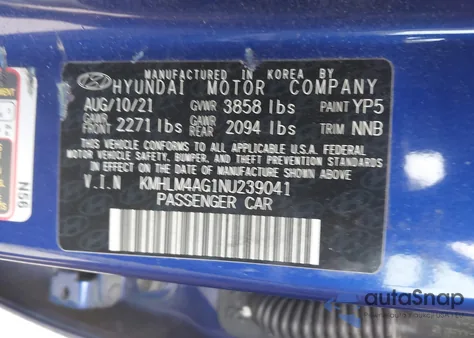 MANUFACTURED IN KOREA BY
HYUNDAI MOTOR COMPANY
AUG/10/21 GVWR 3858 lbs PAINT YP5
GAWR FRONT 2271 lbs GAWR REAR 2094 lbs TRIM NNB
THIS VEHICLE CONFORMS TO ALL APPLICABLE U.S.A. FEDERAL
MOTOR VEHICLE SAFETY, BUMPER, AND THEFT PREVENTION STANDARDS
IN EFFECT ON THE DATE OF MANUFACTURE SHOWN ABOVE.
V.I.N KMHLM4AG1NU239041
PASSENGER CAR
N56
autoSnap